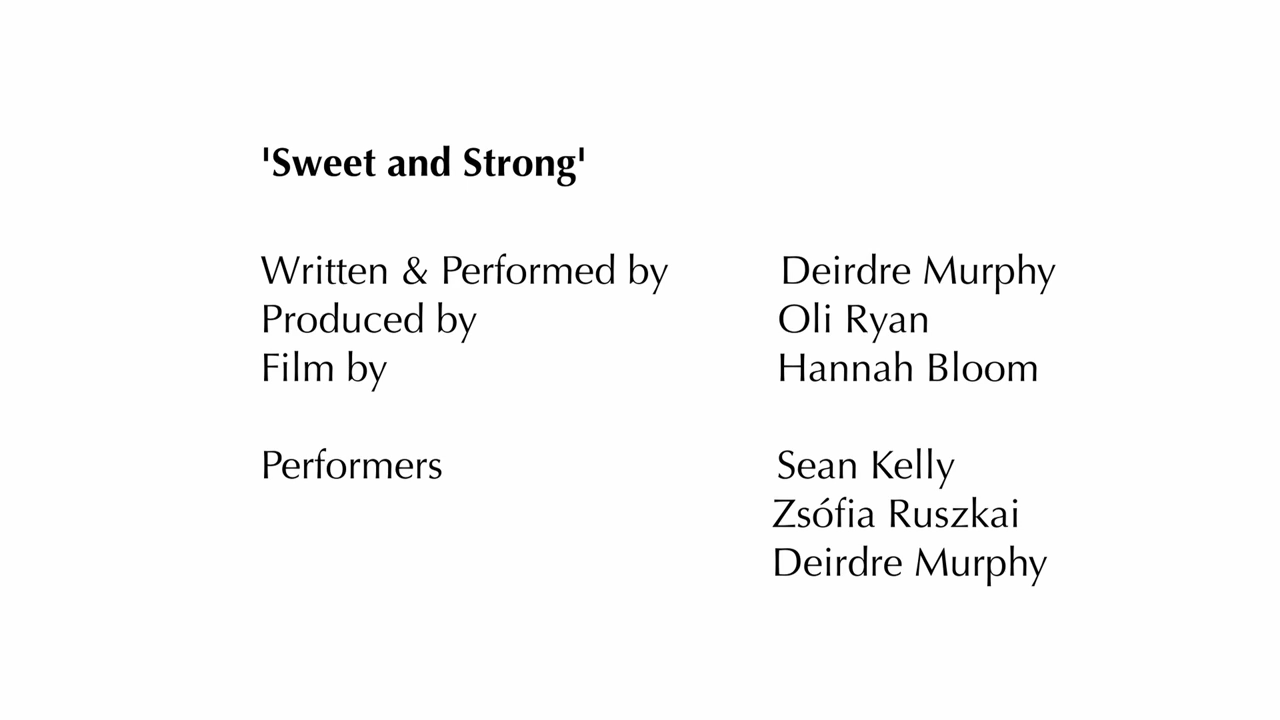 'Sweet and Strong'
Written & Performed by Deirdre Murphy
Produced by Oli Ryan
Film by Hannah Bloom
Performers Sean Kelly
Zsófia Ruszkai
Deirdre Murphy